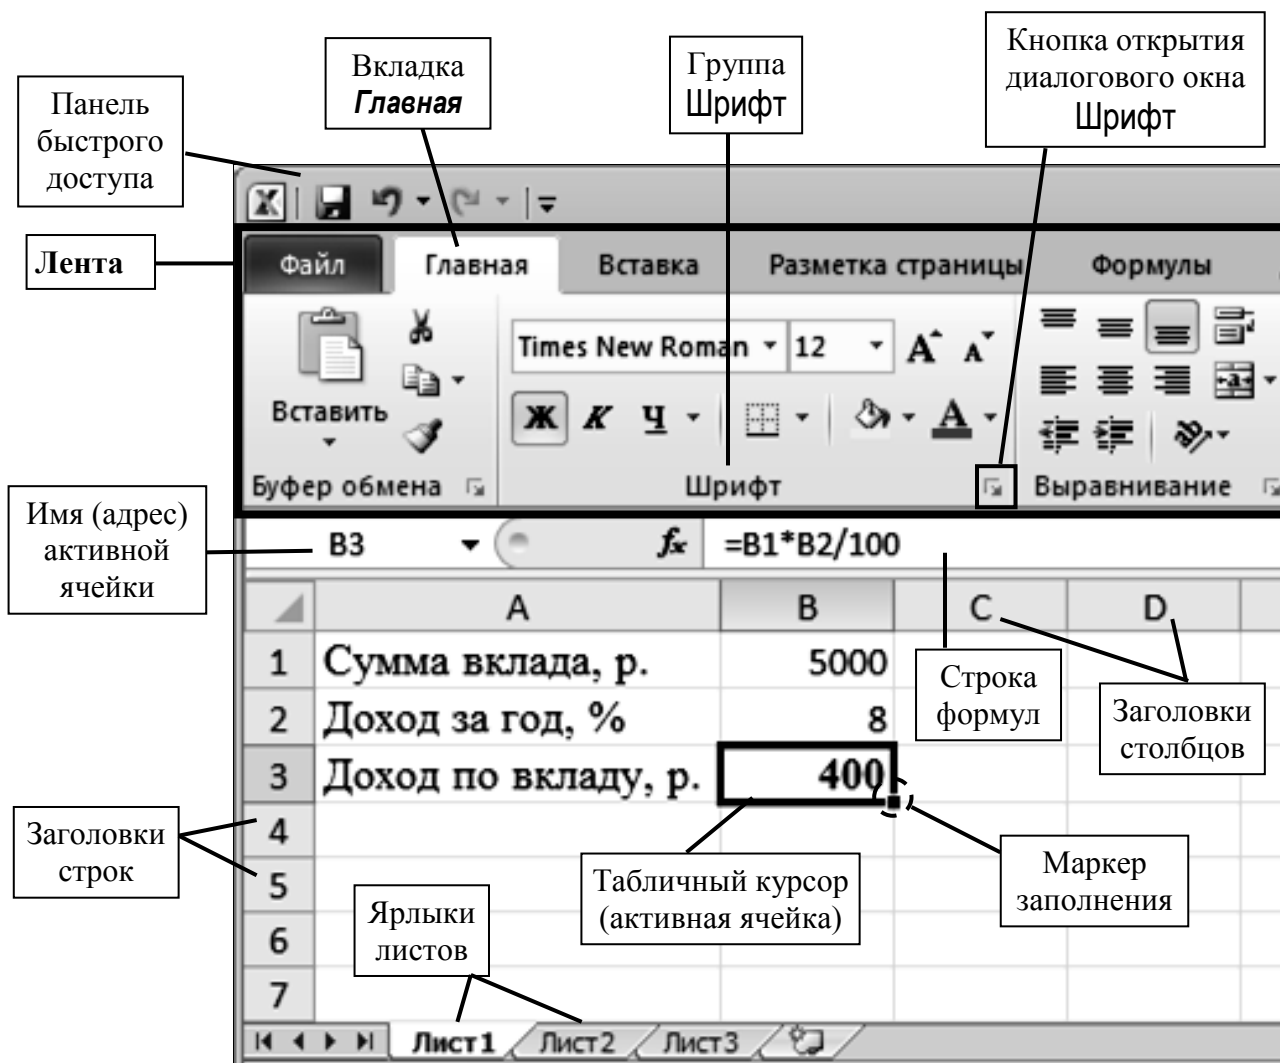 Вкладка
Главная
Группа
Шрифт
Кнопка открытия
диалогового окна
Шрифт
Панель
быстрого
доступа
Лента
Файл Главная Вставка Разметка страницы Формулы
Times New Roman 12 А А
Вставить
Ж К Ч А
Буфер обмена Шрифт Выравнивание
Имя (адрес)
активной
ячейки
B3 fx =B1*B2/100
A B C D
1 Сумма вклада, р. 5000
2 Доход за год, % 8
3 Доход по вкладу, р. 400
4
5
6
7
Строка
формул
Заголовки
столбцов
Заголовки
строк
Табличный курсор
(активная ячейка)
Маркер
заполнения
Ярлыки
листов
Лист1 Лист2 Лист3